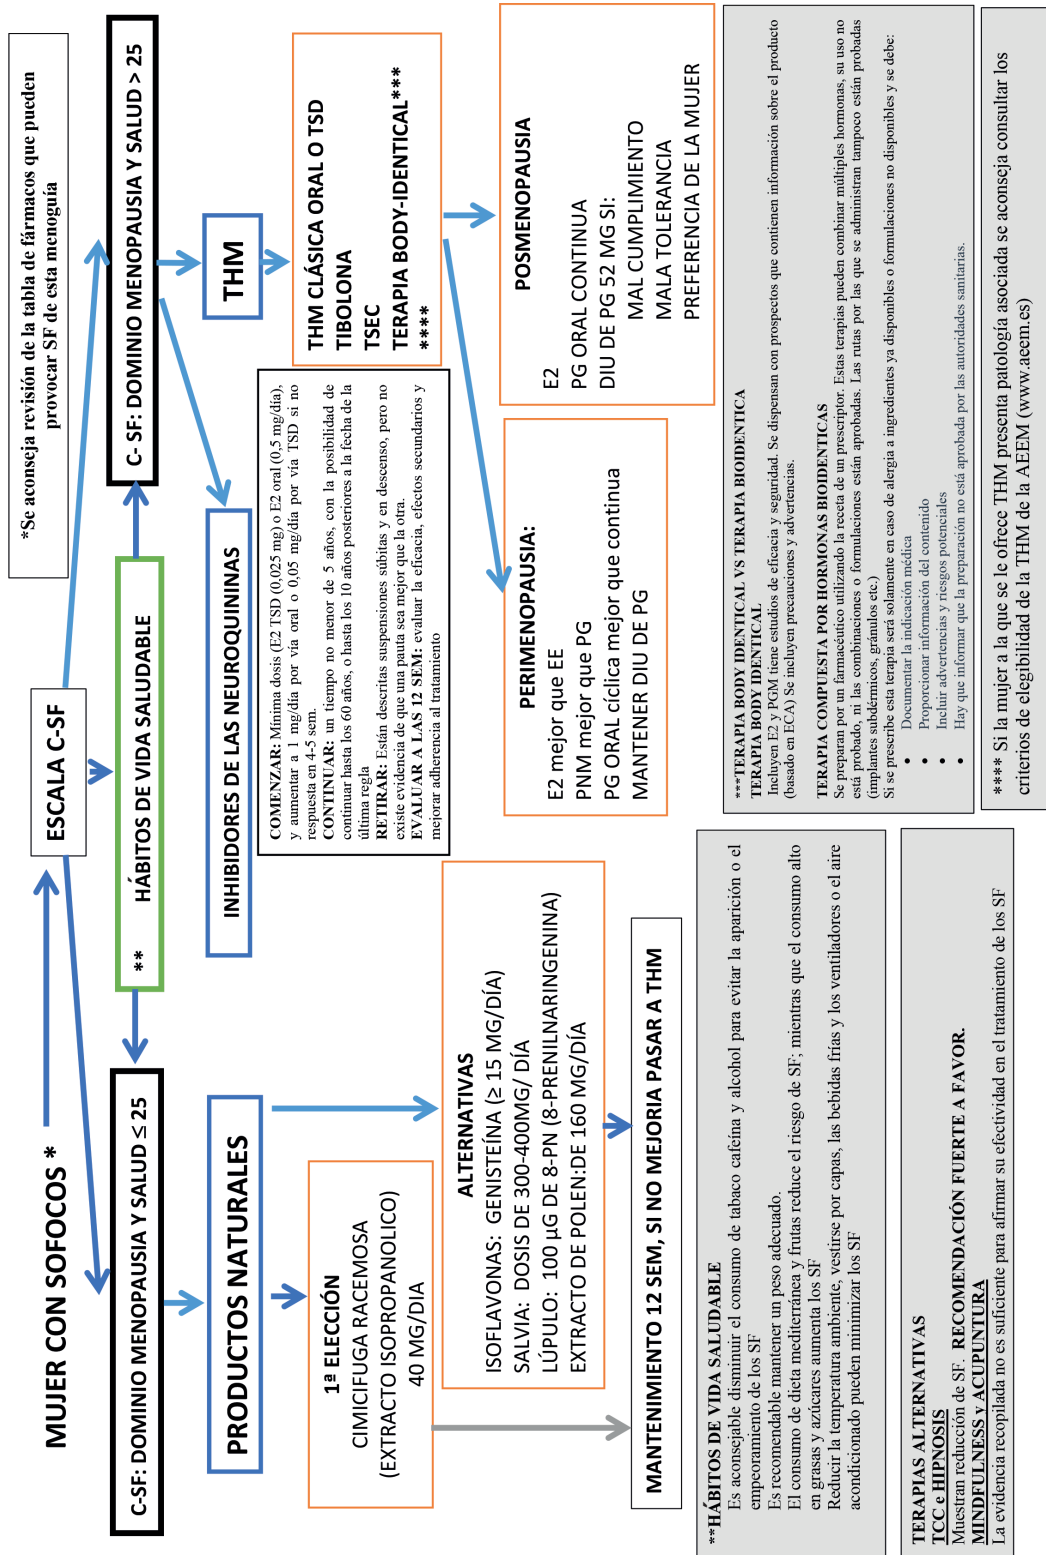 MUJER CON SOFOCOS *
ESCALA C-SF
*Se aconseja revisión de la tabla de fármacos que pueden
provocar SF de esta menoguía
C-SF: DOMINIO MENOPAUSIA Y SALUD ≤ 25
** HÁBITOS DE VIDA SALUDABLE
C- SF: DOMINIO MENOPAUSIA Y SALUD > 25
PRODUCTOS NATURALES
INHIBIDORES DE LAS NEUROQUININAS
THM
1ª ELECCIÓN
CIMICIFUGA RACEMOSA
(EXTRACTO ISOPROPANOLICO)
40 MG/DIA
ALTERNATIVAS
ISOFLAVONAS: GENISTEÍNA (≥ 15 MG/DÍA)
SALVIA: DOSIS DE 300-400MG/ DÍA
LÚPULO: 100 µG DE 8-PN (8-PRENILNARINGENINA)
EXTRACTO DE POLEN:DE 160 MG/DÍA
MANTENIMIENTO 12 SEM, SI NO MEJORIA PASAR A THM
COMENZAR: Mínima dosis (E2 TSD (0,025 mg) o E2 oral (0,5 mg/día),
y aumentar a 1 mg/día por vía oral o 0,05 mg/día por vía TSD si no
respuesta en 4-5 sem.
CONTINUAR: un tiempo no menor de 5 años, con la posibilidad de
continuar hasta los 60 años, o hasta los 10 años posteriores a la fecha de la
última regla
RETIRAR: Están descritas suspensiones súbitas y en descenso, pero no
existe evidencia de que una pauta sea mejor que la otra.
EVALUAR A LAS 12 SEM: evaluar la eficacia, efectos secundarios y
mejorar adherencia al tratamiento
THM CLÁSICA ORAL O TSD
TIBOLONA
TSEC
TERAPIA BODY-IDENTICAL***
****
PERIMENOPAUSIA:
E2 mejor que EE
PNM mejor que PG
PG ORAL cíclica mejor que continua
MANTENER DIU DE PG
POSMENOPAUSIA
E2
PG ORAL CONTINUA
DIU DE PG 52 MG SI:
MAL CUMPLIMIENTO
MALA TOLERANCIA
PREFERENCIA DE LA MUJER
**HÁBITOS DE VIDA SALUDABLE
Es aconsejable disminuir el consumo de tabaco cafeína y alcohol para evitar la aparición o el
empeoramiento de los SF
Es recomendable mantener un peso adecuado.
El consumo de dieta mediterránea y frutas reduce el riesgo de SF; mientras que el consumo alto
en grasas y azúcares aumenta los SF
Reducir la temperatura ambiente, vestirse por capas, las bebidas frías y los ventiladores o el aire
acondicionado pueden minimizar los SF
TERAPIAS ALTERNATIVAS
TCC e HIPNOSIS
Muestran reducción de SF. RECOMENDACIÓN FUERTE A FAVOR.
MINDFULNESS y ACUPUNTURA
La evidencia recopilada no es suficiente para afirmar su efectividad en el tratamiento de los SF
***TERAPIA BODY IDENTICAL VS TERAPIA BIOIDENTICA
TERAPIA BODY IDENTICAL
Incluyen E2 y PGM tiene estudios de eficacia y seguridad. Se dispensan con prospectos que contienen información sobre el producto
(basado en ECA) Se incluyen precauciones y advertencias.
TERAPIA COMPUESTA POR HORMONAS BIOIDENTICAS
Se preparan por un farmacéutico utilizando la receta de un prescriptor. Estas terapias pueden combinar múltiples hormonas, su uso no
está probado, ni las combinaciones o formulaciones están aprobadas. Las rutas por las que se administran tampoco están probadas
(implantes subdérmicos, gránulos etc.)
Si se prescribe esta terapia será solamente en caso de alergia a ingredientes ya disponibles o formulaciones no disponibles y se debe:
• Documentar la indicación médica
• Proporcionar información del contenido
• Incluir advertencias y riesgos potenciales
• Hay que informar que la preparación no está aprobada por las autoridades sanitarias.
**** Si la mujer a la que se le ofrece THM presenta patología asociada se aconseja consultar los
criterios de elegibilidad de la THM de la AEEM (www.aeem.es)